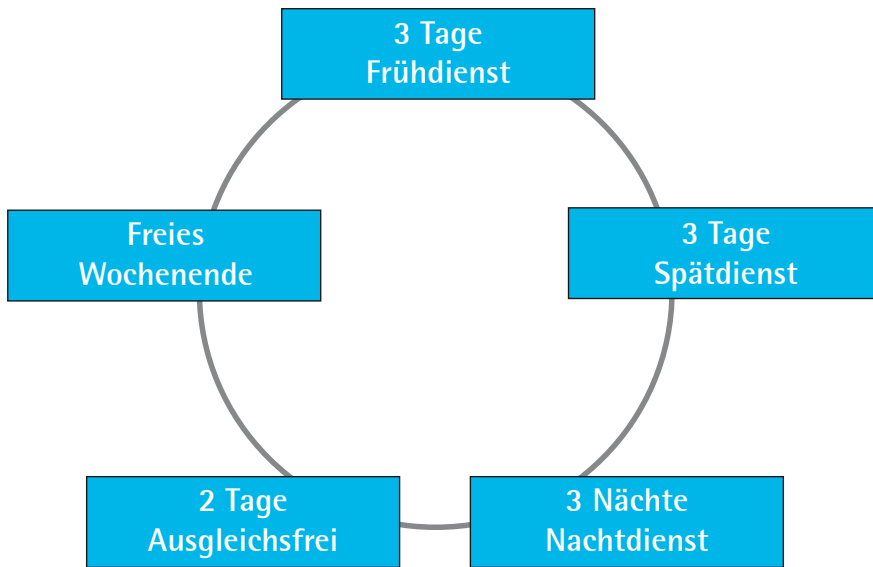 3 Tage
Frühdienst
3 Tage
Spätdienst
3 Nächte
Nachtdienst
2 Tage
Ausgleichsfrei
Freies
Wochenende